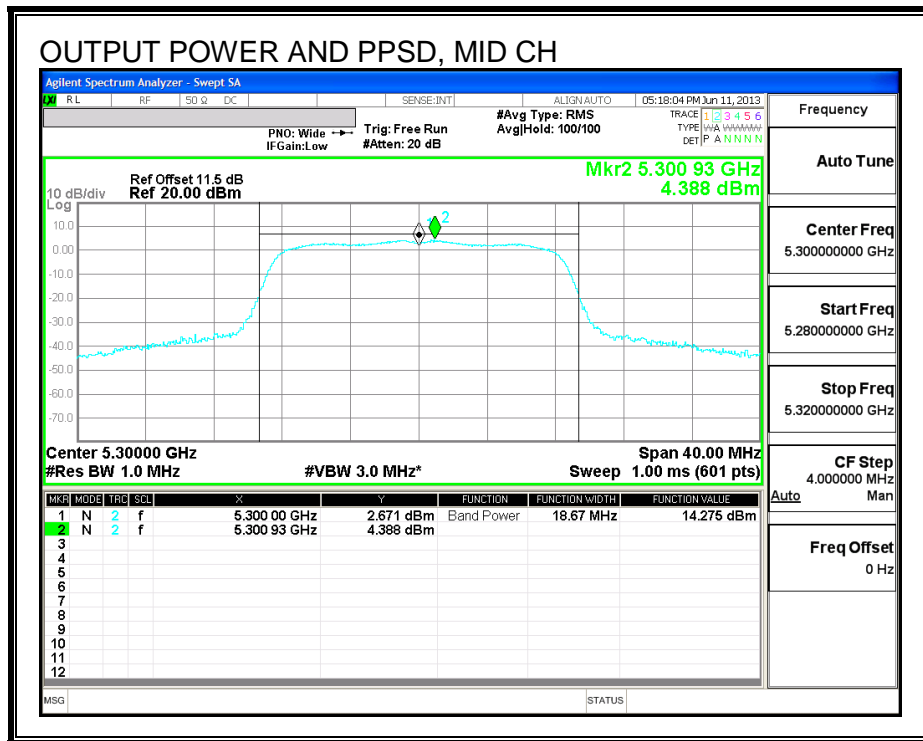 OUTPUT POWER AND PPSD, MID CH
Agilent Spectrum Analyzer - Swept SA
LXI RL RF 50 Ω DC SENSE:INT ALIGN AUTO 05:18:04 PM Jun 11, 2013
PNO: Wide Trig: Free Run #Avg Type: RMS TRACE 1 2 3 4 5 6
IFGain:Low #Atten: 20 dB Avg|Hold: 100/100 TYPE WA WWWW
DET P A N N N N
Mkr2 5.300 93 GHz
4.388 dBm
Ref Offset 11.5 dB
10 dB/div Ref 20.00 dBm
Log
2
10.0
0.00
-10.0
-20.0
-30.0
-40.0
-50.0
-60.0
-70.0
Center 5.30000 GHz Span 40.00 MHz
#Res BW 1.0 MHz #VBW 3.0 MHz* Sweep 1.00 ms (601 pts)
MKR MODE TRC SCL X Y FUNCTION FUNCTION WIDTH FUNCTION VALUE
1 N 2 f 5.300 00 GHz 2.671 dBm Band Power 18.67 MHz 14.275 dBm
2 N 2 f 5.300 93 GHz 4.388 dBm
3
4
5
6
7
8
9
10
11
12
MSG STATUS
Frequency
Auto Tune
Center Freq
5.300000000 GHz
Start Freq
5.280000000 GHz
Stop Freq
5.320000000 GHz
CF Step
4.000000 MHz
Auto Man
Freq Offset
0 Hz